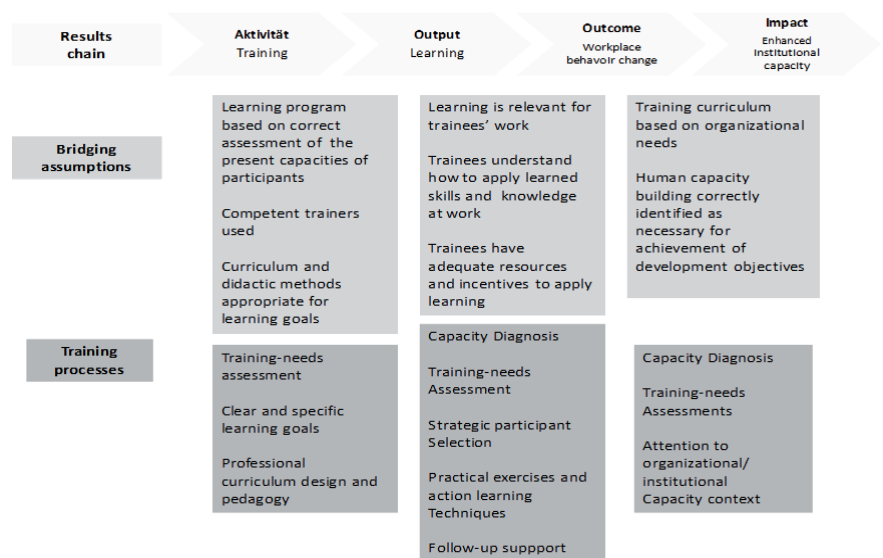 Results
chain
Aktivität
Training
Output
Learning
Outcome
Workplace
behavoir change
Impact
Enhanced
institutional
capacity
Bridging
assumptions
Learning program
based on correct
assessment of the
present capacities of
participants
Competent trainers
used
Curriculum and
didactic methods
appropriate for
learning goals
Learning is relevant for
trainees' work
Trainees understand
how to apply learned
skills and knowledge
at work
Trainees have
adequate resources
and incentives to apply
learning
Training curriculum
based on organizational
needs
Human capacity
building correctly
identified as
necessary for
achievement of
development objectives
Training
processes
Training-needs
assessment
Clear and specific
learning goals
Professional
curriculum design and
pedagogy
Capacity Diagnosis
Training-needs
Assessment
Strategic participant
Selection
Practical exercises and
action learning
Techniques
Follow-up suppport
Capacity Diagnosis
Training-needs
Assessments
Attention to
organizational/
institutional
Capacity context